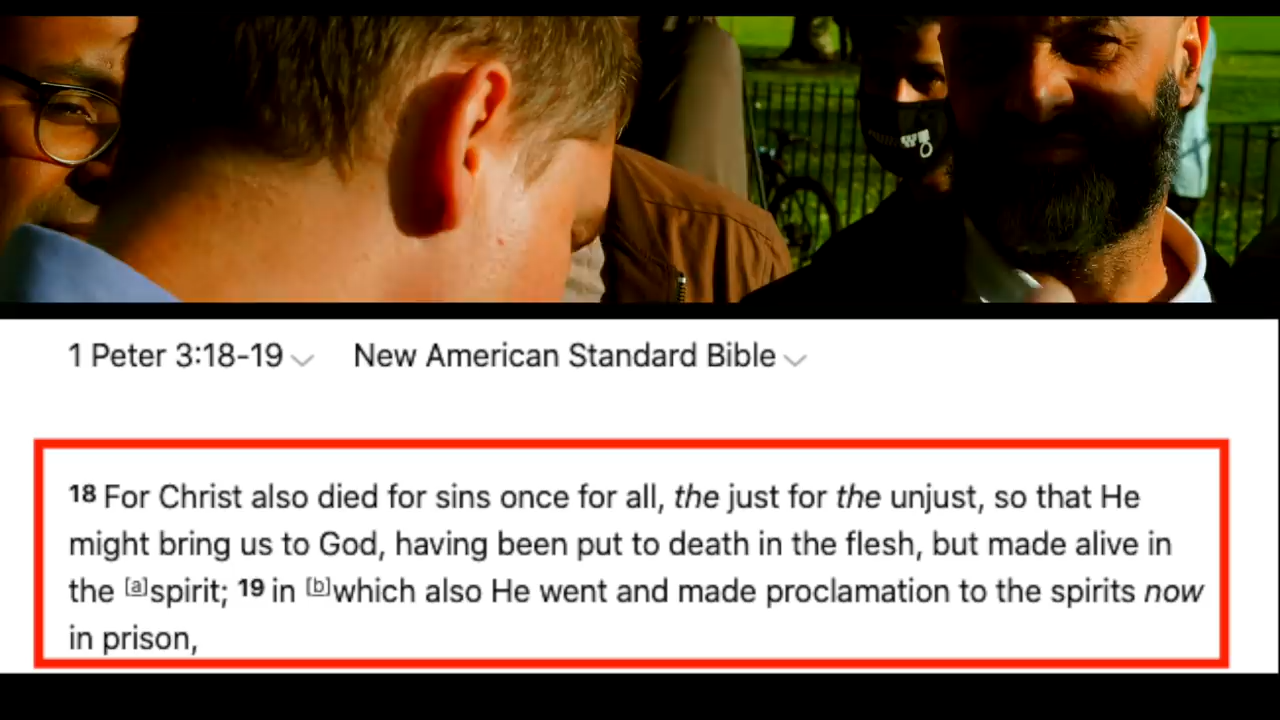 1 Peter 3:18-19 New American Standard Bible
18 For Christ also died for sins once for all, the just for the unjust, so that He
might bring us to God, having been put to death in the flesh, but made alive in
the [a]spirit; 19 in [b]which also He went and made proclamation to the spirits now
in prison,